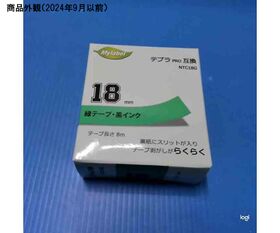 商品外観(2024年9月以前)
Mylabel
テプラ PRO 互換
NTC18G
18 mm
緑テープ・黒インク
テープ長さ 8m
裏紙にスリットが入り
テープ剥がしがらくらく
logi